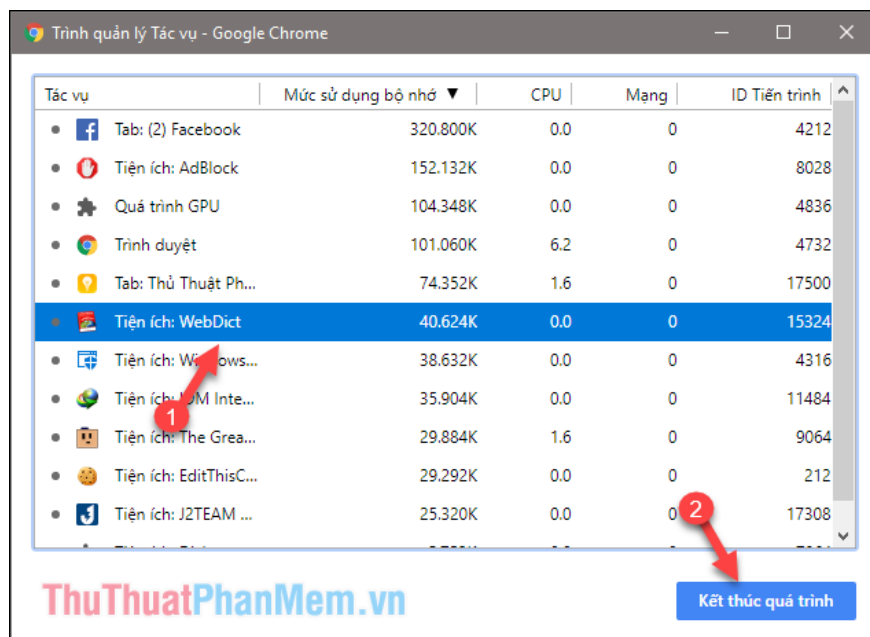 Trình quản lý Tác vụ - Google Chrome
Tác vụ Mức sử dụng bộ nhớ ▼ CPU Mạng ID Tiến trình
Tab: (2) Facebook 320.800K 0.0 0 4212
Tiện ích: AdBlock 152.132K 0.0 0 8028
Quá trình GPU 104.348K 0.0 0 4836
Trình duyệt 101.060K 6.2 0 4732
Tab: Thủ Thuật Ph... 74.352K 1.6 0 17500
Tiện ích: WebDict 40.624K 0.0 0 15324
Tiện ích: 38.632K 0.0 0 4316
Tiện ích: Inte... 35.904K 0.0 0 11484
1
Tiện ích: The Grea... 29.884K 1.6 0 9064
Tiện ích: EditThisC... 29.292K 0.0 0 212
Tiện ích: J2TEAM ... 25.320K 0.0 0 17308
2
ThuThuatPhanMem.vn
Kết thúc quá trình